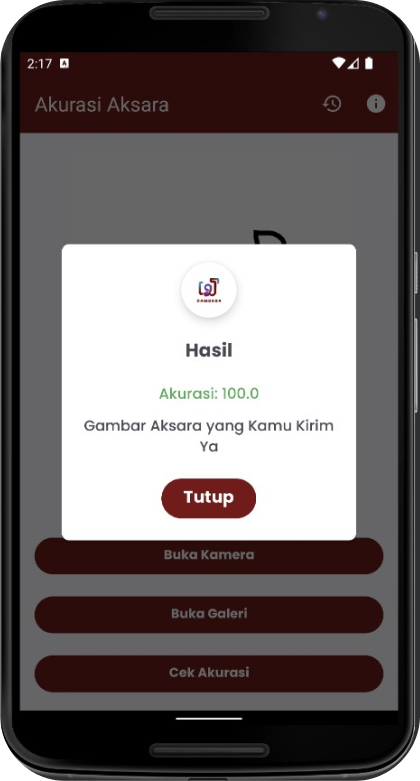 2:17
Akurasi Aksara
Hasil
Akurasi: 100.0
Gambar Aksara yang Kamu Kirim
Ya
Tutup
Buka Kamera
Buka Galeri
Cek Akurasi